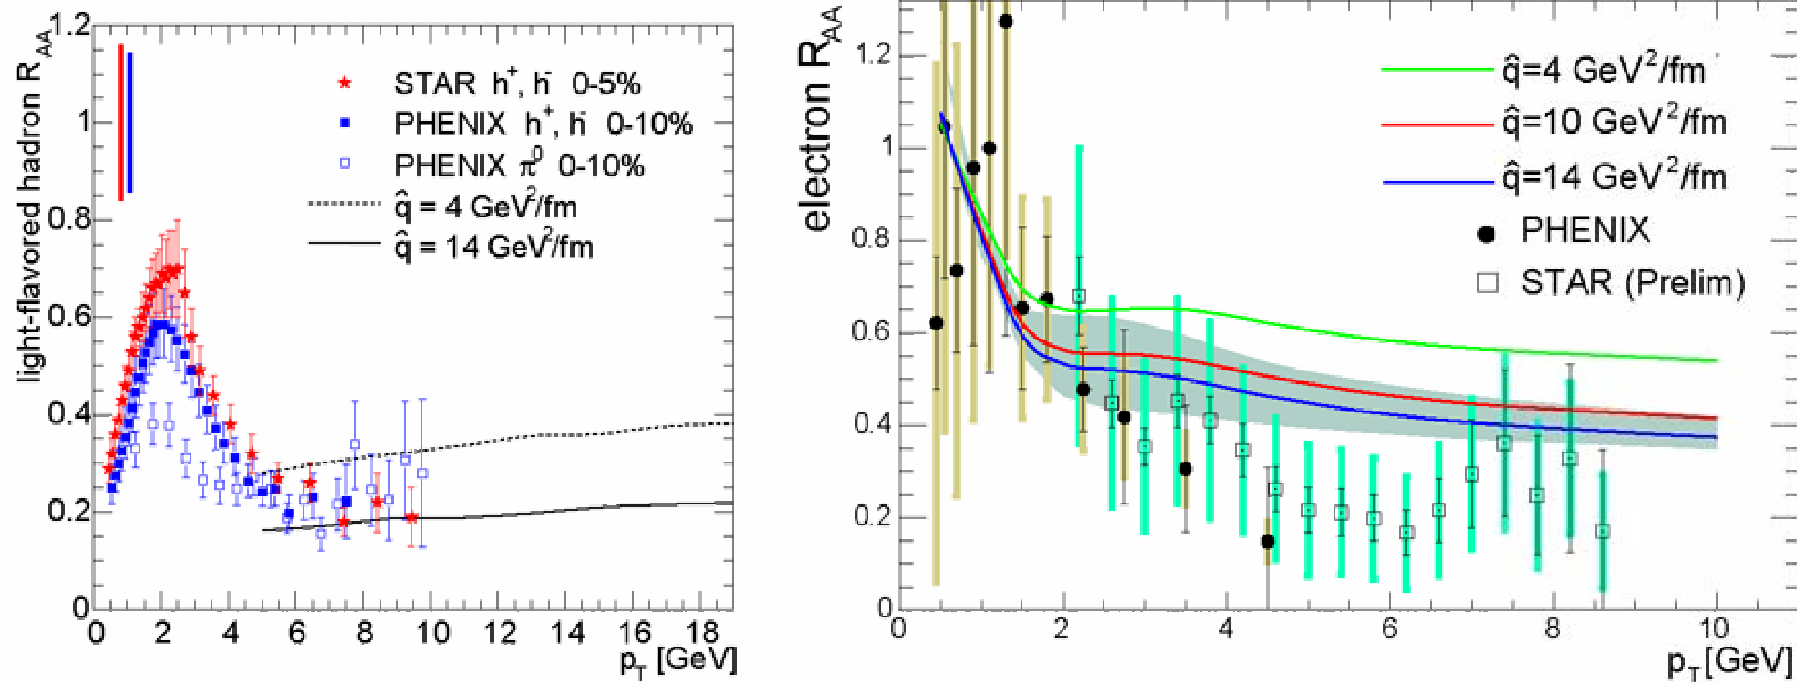 light-flavored hadron R_AA
1.2
1
0.8
0.6
0.4
0.2
0
STAR h⁺, h⁻ 0-5%
PHENIX h⁺, h⁻ 0-10%
PHENIX π⁰ 0-10%
q̂ = 4 GeV²/fm
q̂ = 14 GeV²/fm
0 2 4 6 8 10 12 14 16 18
p_T [GeV]
electron R_AA
1.2
1
0.8
0.6
0.4
0.2
0
q̂=4 GeV²/fm
q̂=10 GeV²/fm
q̂=14 GeV²/fm
PHENIX
STAR (Prelim)
0 2 4 6 8 10
p_T [GeV]